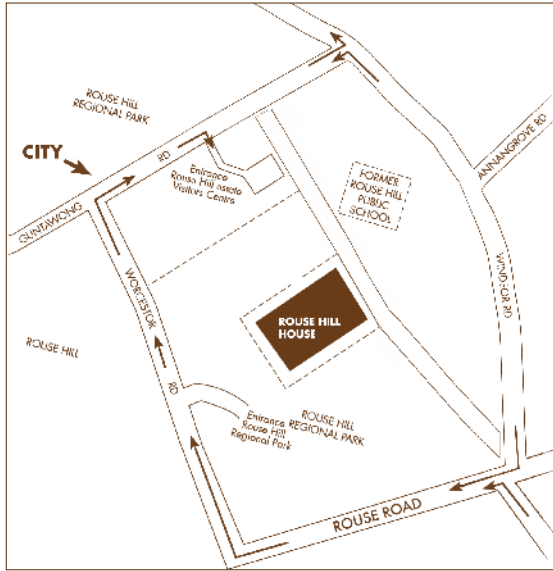 ROUSE HILL
REGIONAL PARK
CITY
RD
ANNANGROVE RD
Entrance
Rouse Hill estate
Visitors Centre
FORMER
ROUSE HILL
PUBLIC
SCHOOL
GUNTAWONG
WORCESTOR
WINDSOR RD
ROUSE HILL
HOUSE
ROUSE HILL
RD
Entrance
Rouse Hill
Regional Park
ROUSE HILL
REGIONAL PARK
ROUSE ROAD